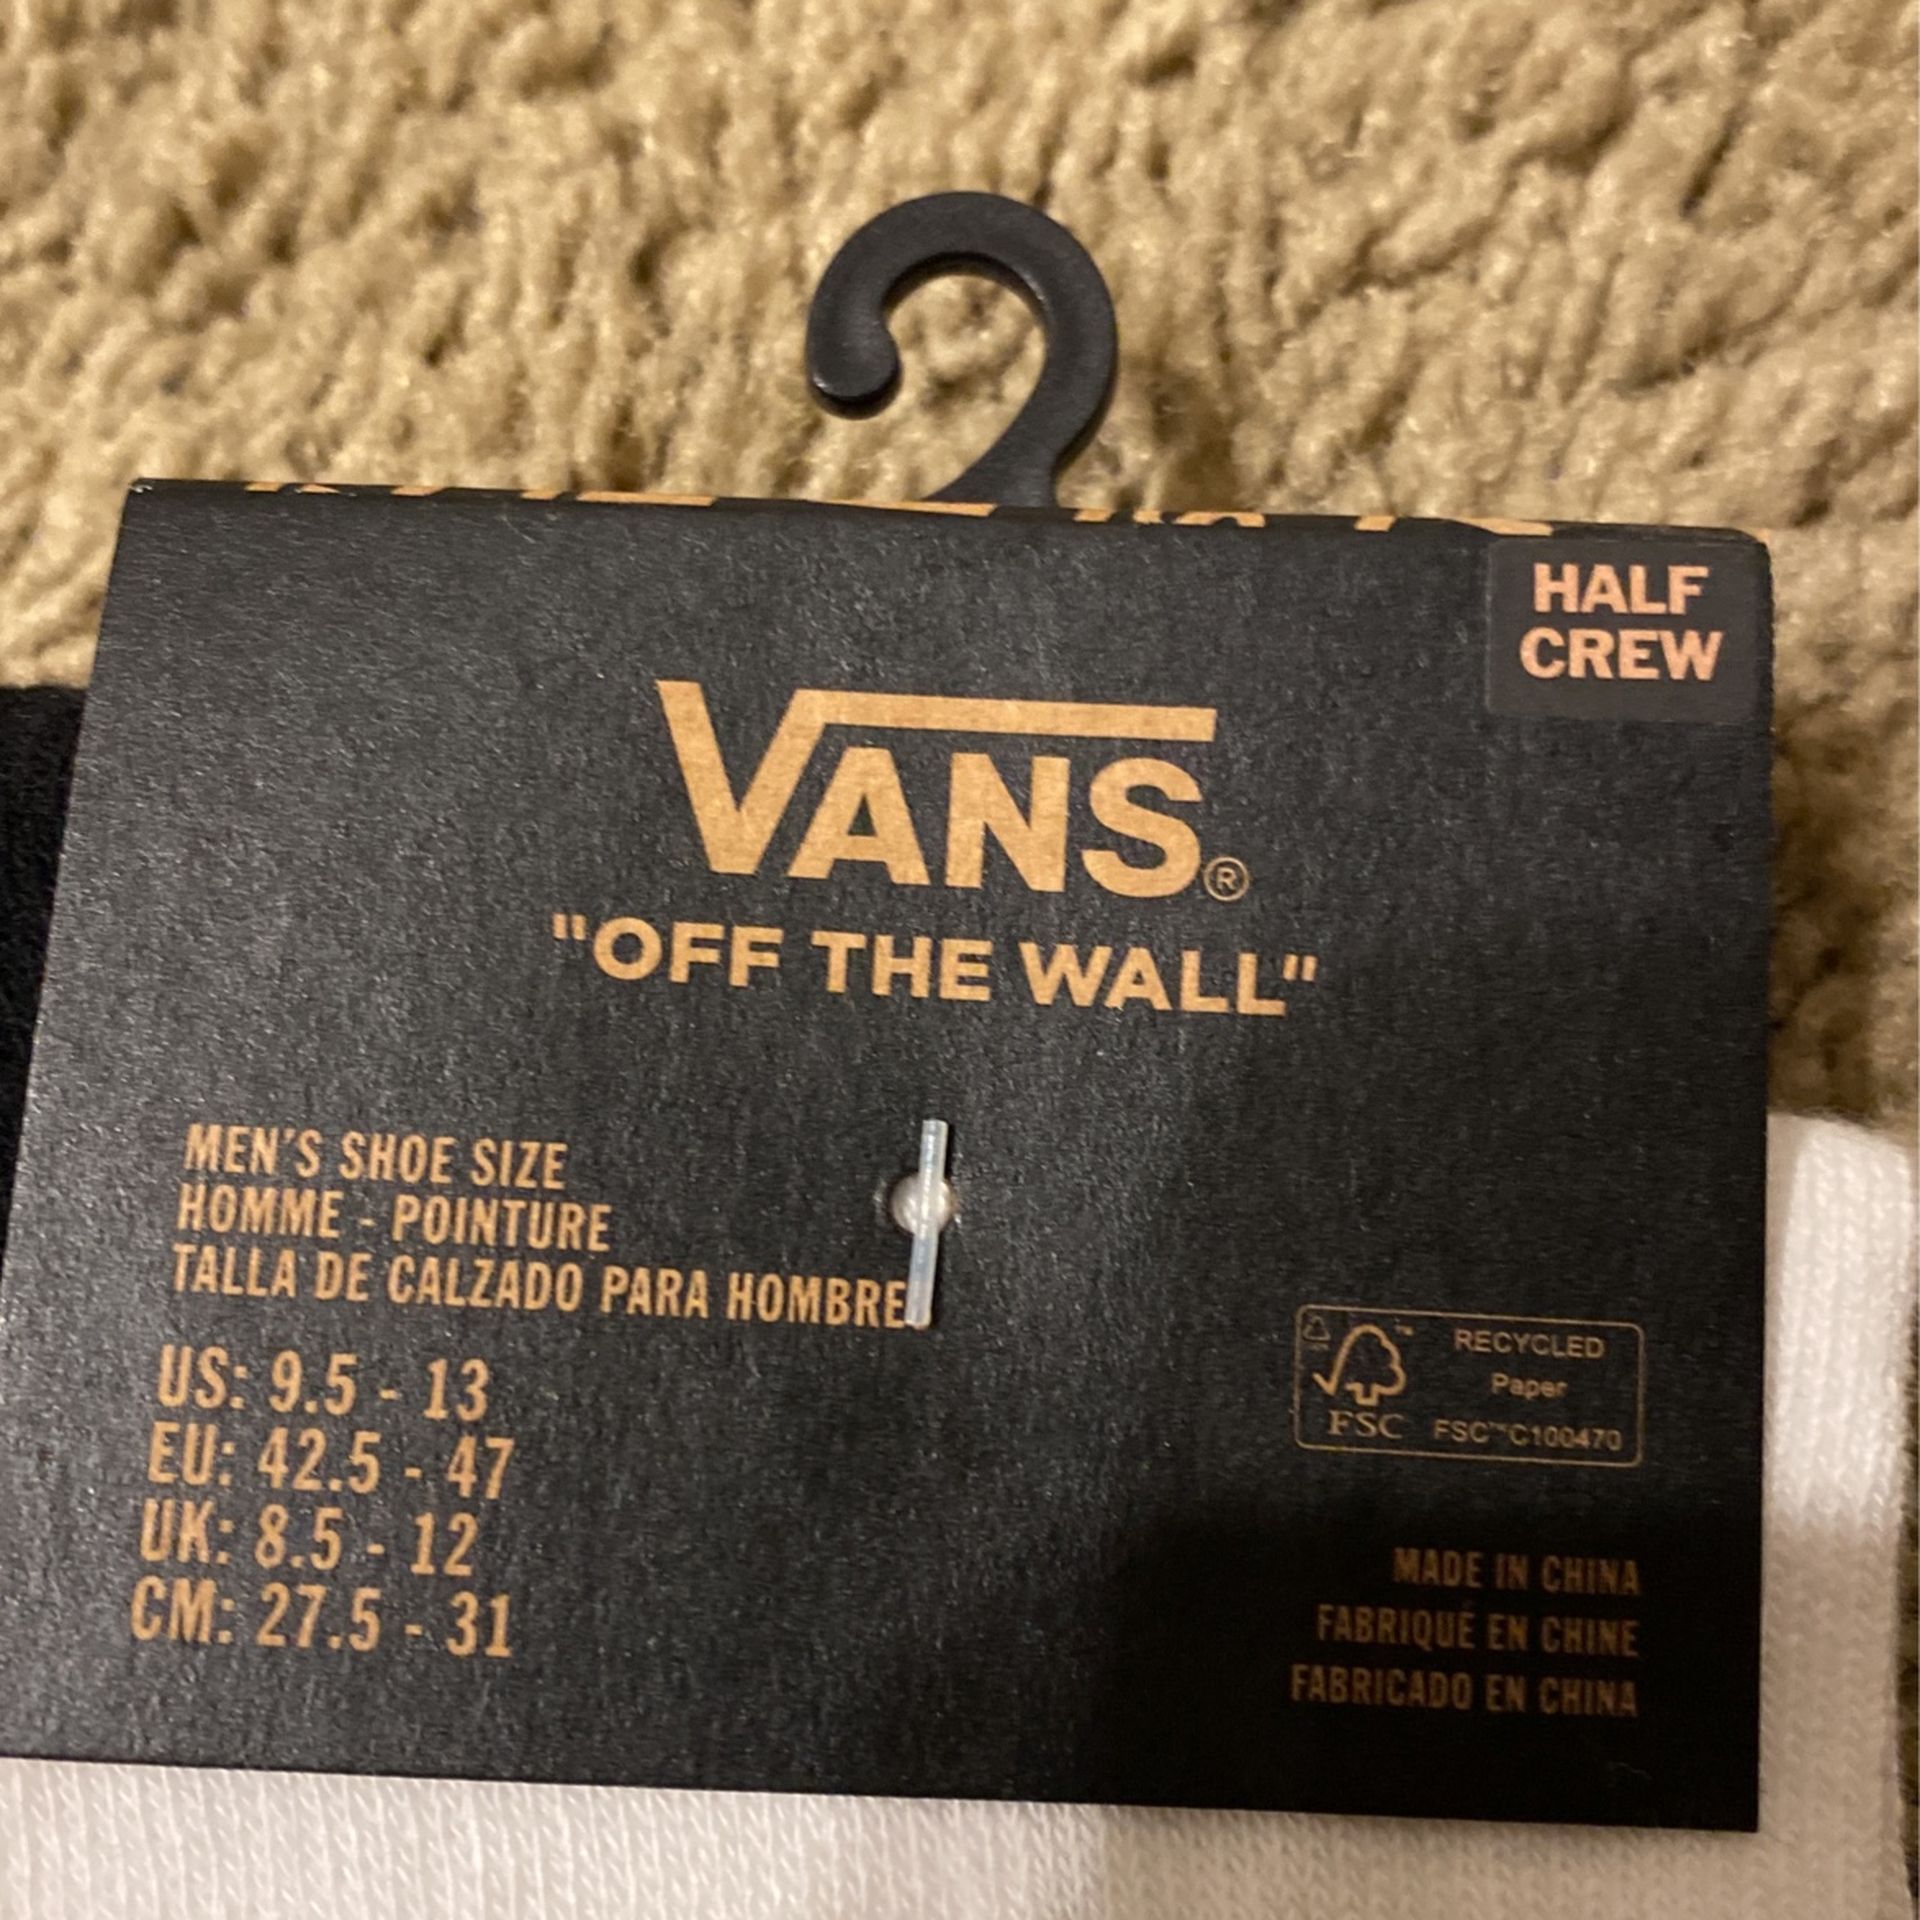 HALF
CREW
VANS®
"OFF THE WALL"
MEN'S SHOE SIZE
HOMME - POINTURE
TALLA DE CALZADO PARA HOMBRE
US: 9.5 - 13
EU: 42.5 - 47
UK: 8.5 - 12
CM: 27.5 - 31
RECYCLED
Paper
FSC™ C100470
FSC
MADE IN CHINA
FABRIQUÉ EN CHINE
FABRICADO EN CHINA